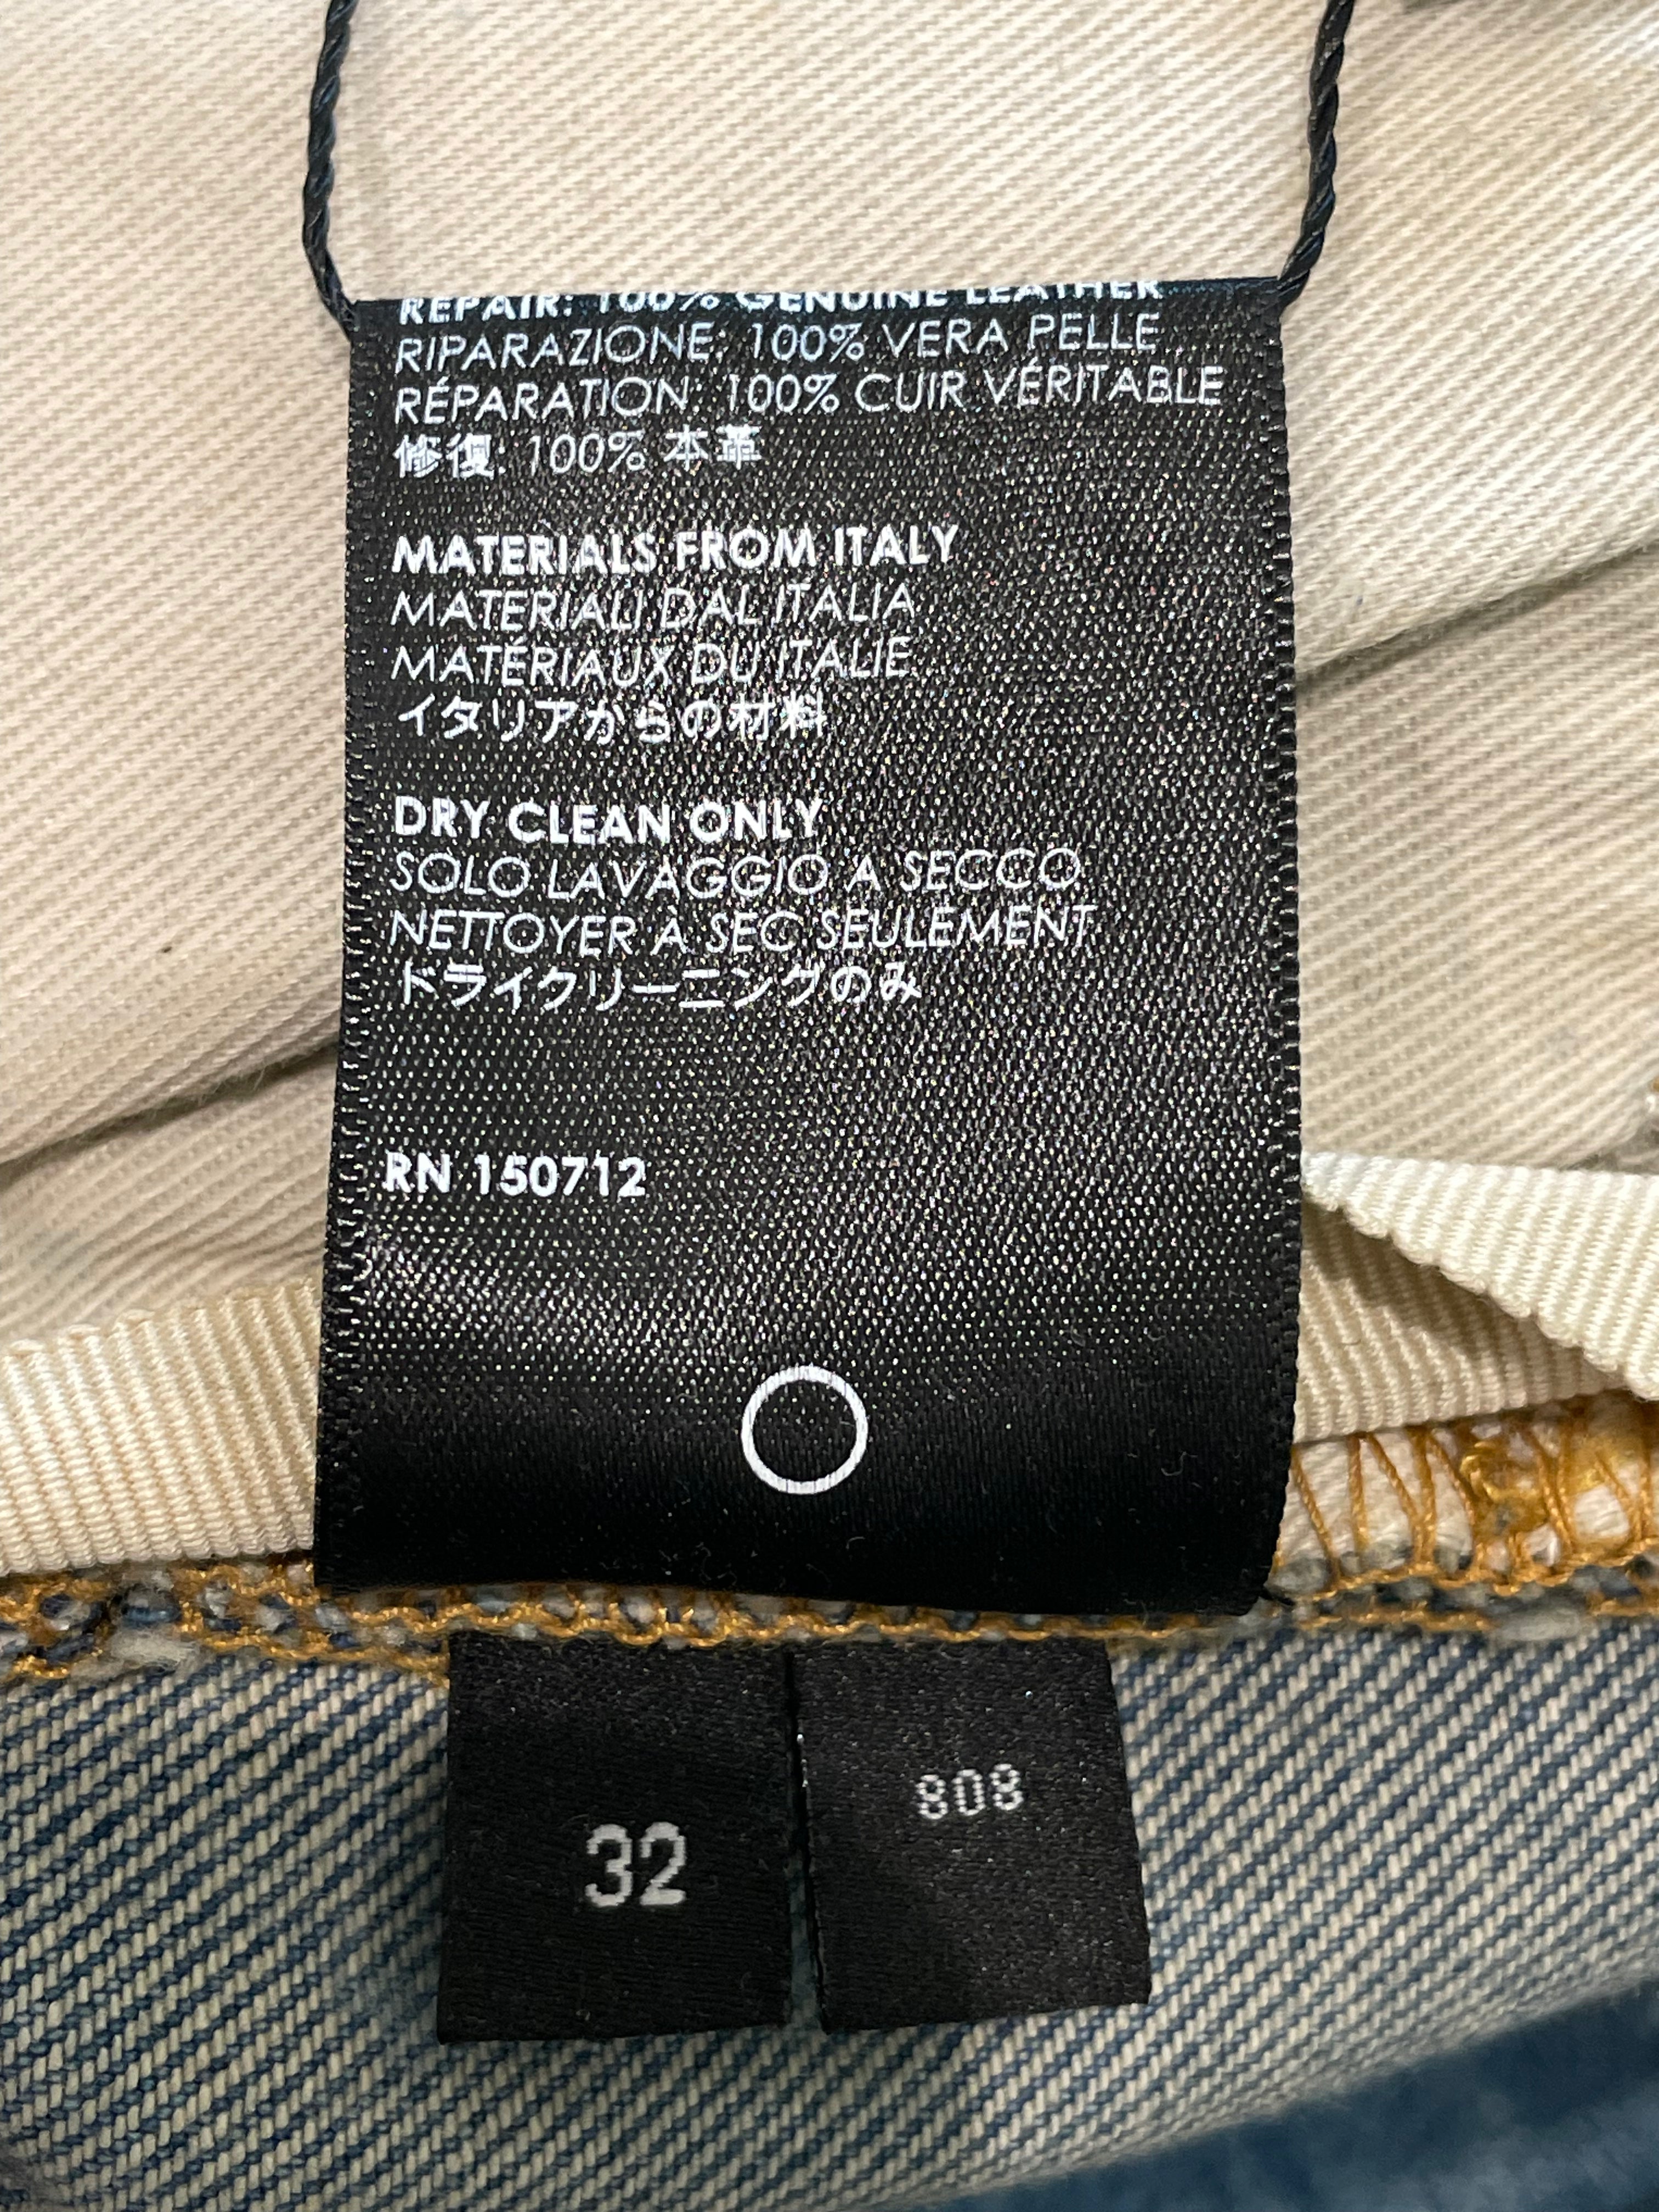 REPAIR: 100% GENUINE LEATHER
RIPARAZIONE: 100% VERA PELLE
RÉPARATION: 100% CUIR VÉRITABLE
修復: 100% 本革
MATERIALS FROM ITALY
MATERIALI DAL ITALIA
MATÉRIAUX DU ITALIE
イタリアからの材料
DRY CLEAN ONLY
SOLO LAVAGGIO A SECCO
NETTOYER À SEC SEULEMENT
ドライクリーニングのみ
RN 150712
32
808